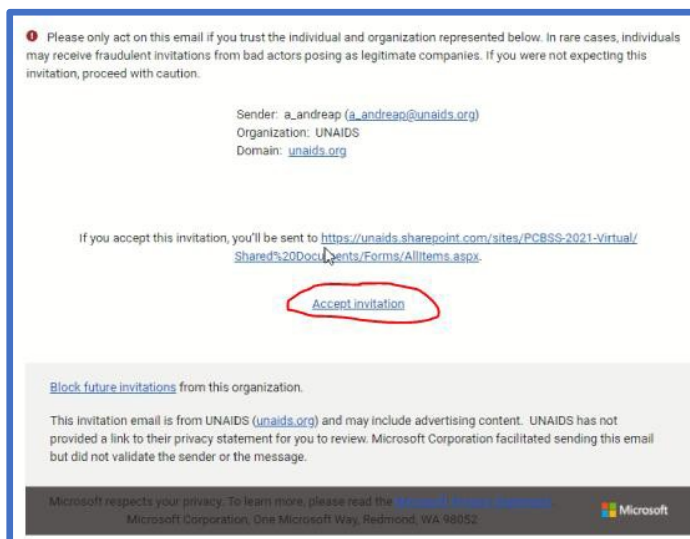 Please only act on this email if you trust the individual and organization represented below. In rare cases, individuals
may receive fraudulent invitations from bad actors posing as legitimate companies. If you were not expecting this
invitation, proceed with caution.
Sender: a_andreap (a_andreap@unaids.org)
Organization: UNAIDS
Domain: unaids.org
If you accept this invitation, you'll be sent to https://unaids.sharepoint.com/sites/PCBSS-2021-Virtual/
Shared%20Documents/Forms/AllItems.aspx.
Accept invitation
Block future invitations from this organization.
This invitation email is from UNAIDS (unaids.org) and may include advertising content. UNAIDS has not
provided a link to their privacy statement for you to review. Microsoft Corporation facilitated sending this email
but did not validate the sender or the message.
Microsoft respects your privacy. To learn more, please read the
Microsoft Corporation, One Microsoft Way, Redmond, WA 98052
Microsoft